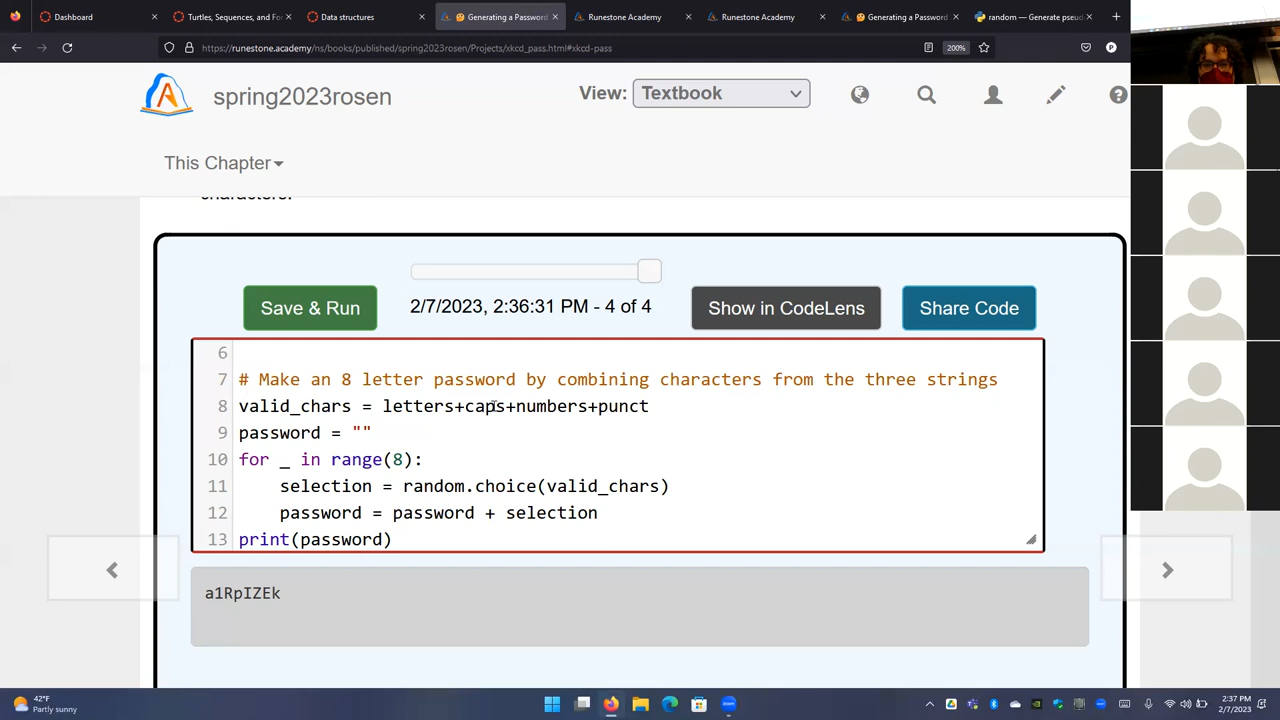 Dashboard
Turtles, Sequences, and For
Data structures
Generating a Password
Runestone Academy
Runestone Academy
Generating a Password
random — Generate pseud
https://runestone.academy/ns/books/published/spring2023rosen/Projects/xkcd_pass.html#xkcd-pass
200%
spring2023rosen
View: Textbook
This Chapter
characters.
Save & Run
2/7/2023, 2:36:31 PM - 4 of 4
Show in CodeLens
Share Code
6
7 # Make an 8 letter password by combining characters from the three strings
8 valid_chars = letters+caps+numbers+punct
9 password = ""
10 for _ in range(8):
11 selection = random.choice(valid_chars)
12 password = password + selection
13 print(password)
a1RpIZEk
42°F
Partly sunny
2:37 PM
2/7/2023